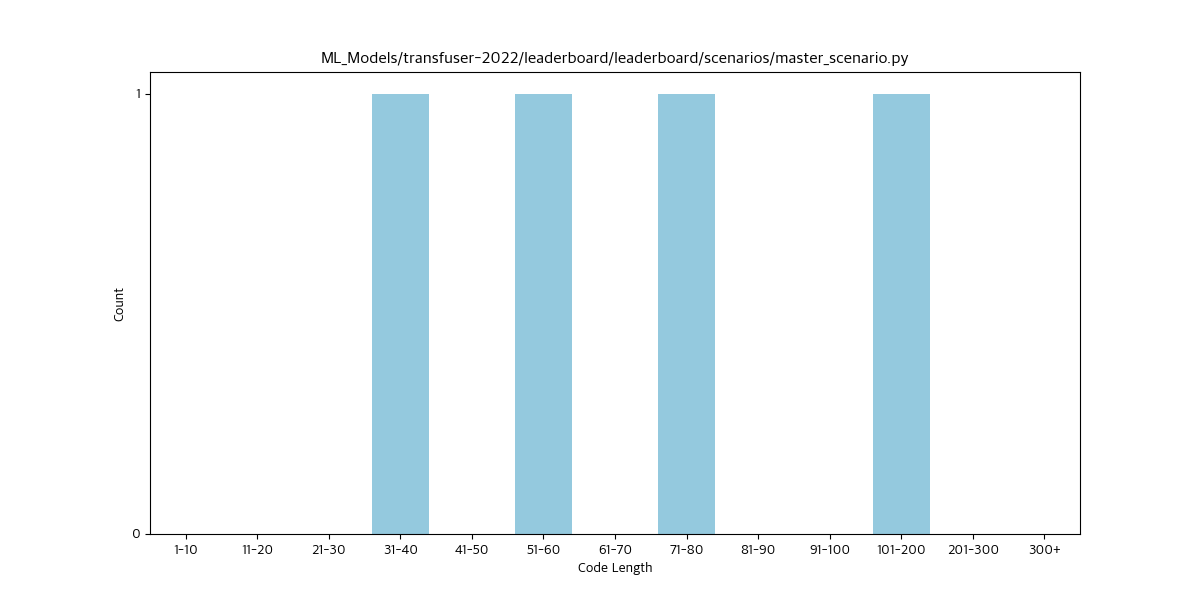 ML_Models/transfuser-2022/leaderboard/leaderboard/scenarios/master_scenario.py
1
Count
0
1-10 11-20 21-30 31-40 41-50 51-60 61-70 71-80 81-90 91-100 101-200 201-300 300+
Code Length